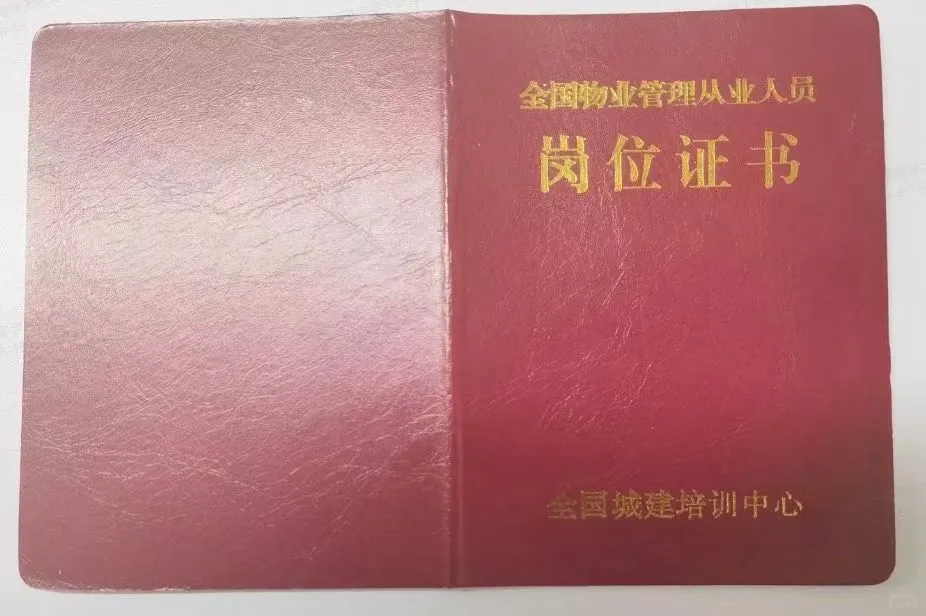 全国物业管理从业人员
岗位证书
全国城建培训中心